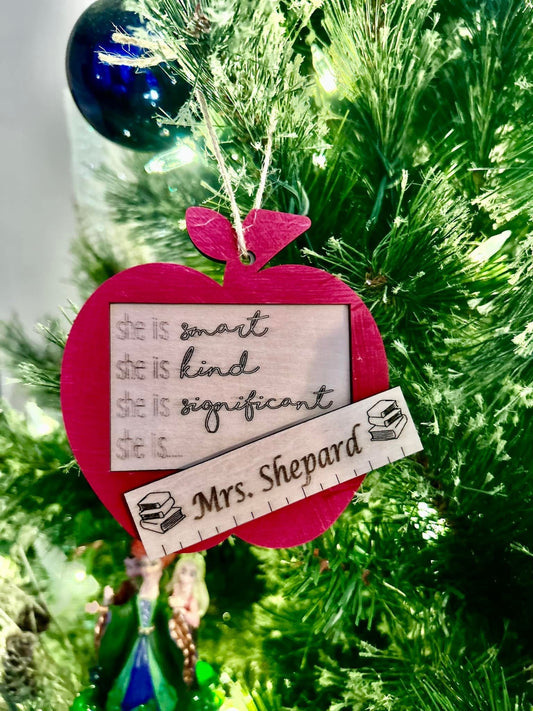 she is smart
she is kind
she is significant
she is...
Mrs. Shepard